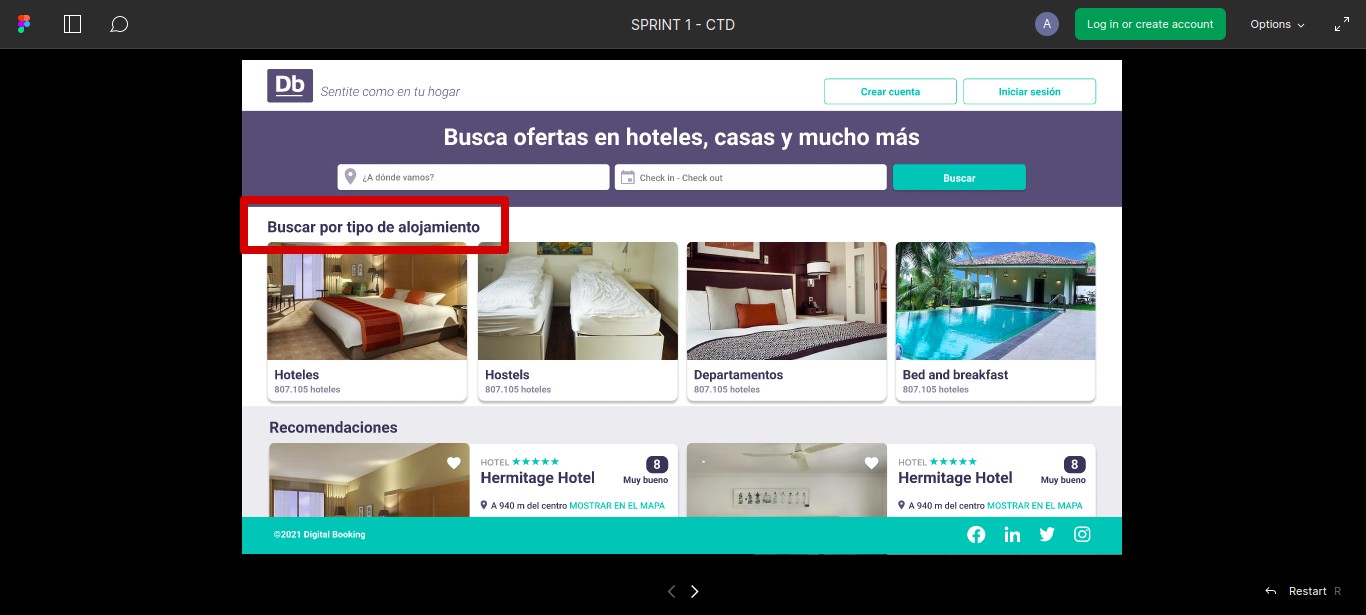 SPRINT 1 - CTD
A
Log in or create account
Options
Db
Sentite como en tu hogar
Crear cuenta
Iniciar sesión
Busca ofertas en hoteles, casas y mucho más
¿A dónde vamos?
Check in - Check out
Buscar
Buscar por tipo de alojamiento
Hoteles
807.105 hoteles
Hostels
807.105 hoteles
Departamentos
807.105 hoteles
Bed and breakfast
807.105 hoteles
Recomendaciones
HOTEL
8
Hermitage Hotel
Muy bueno
A 940 m del centro MOSTRAR EN EL MAPA
HOTEL
8
Hermitage Hotel
Muy bueno
A 940 m del centro MOSTRAR EN EL MAPA
©2021 Digital Booking
Restart R